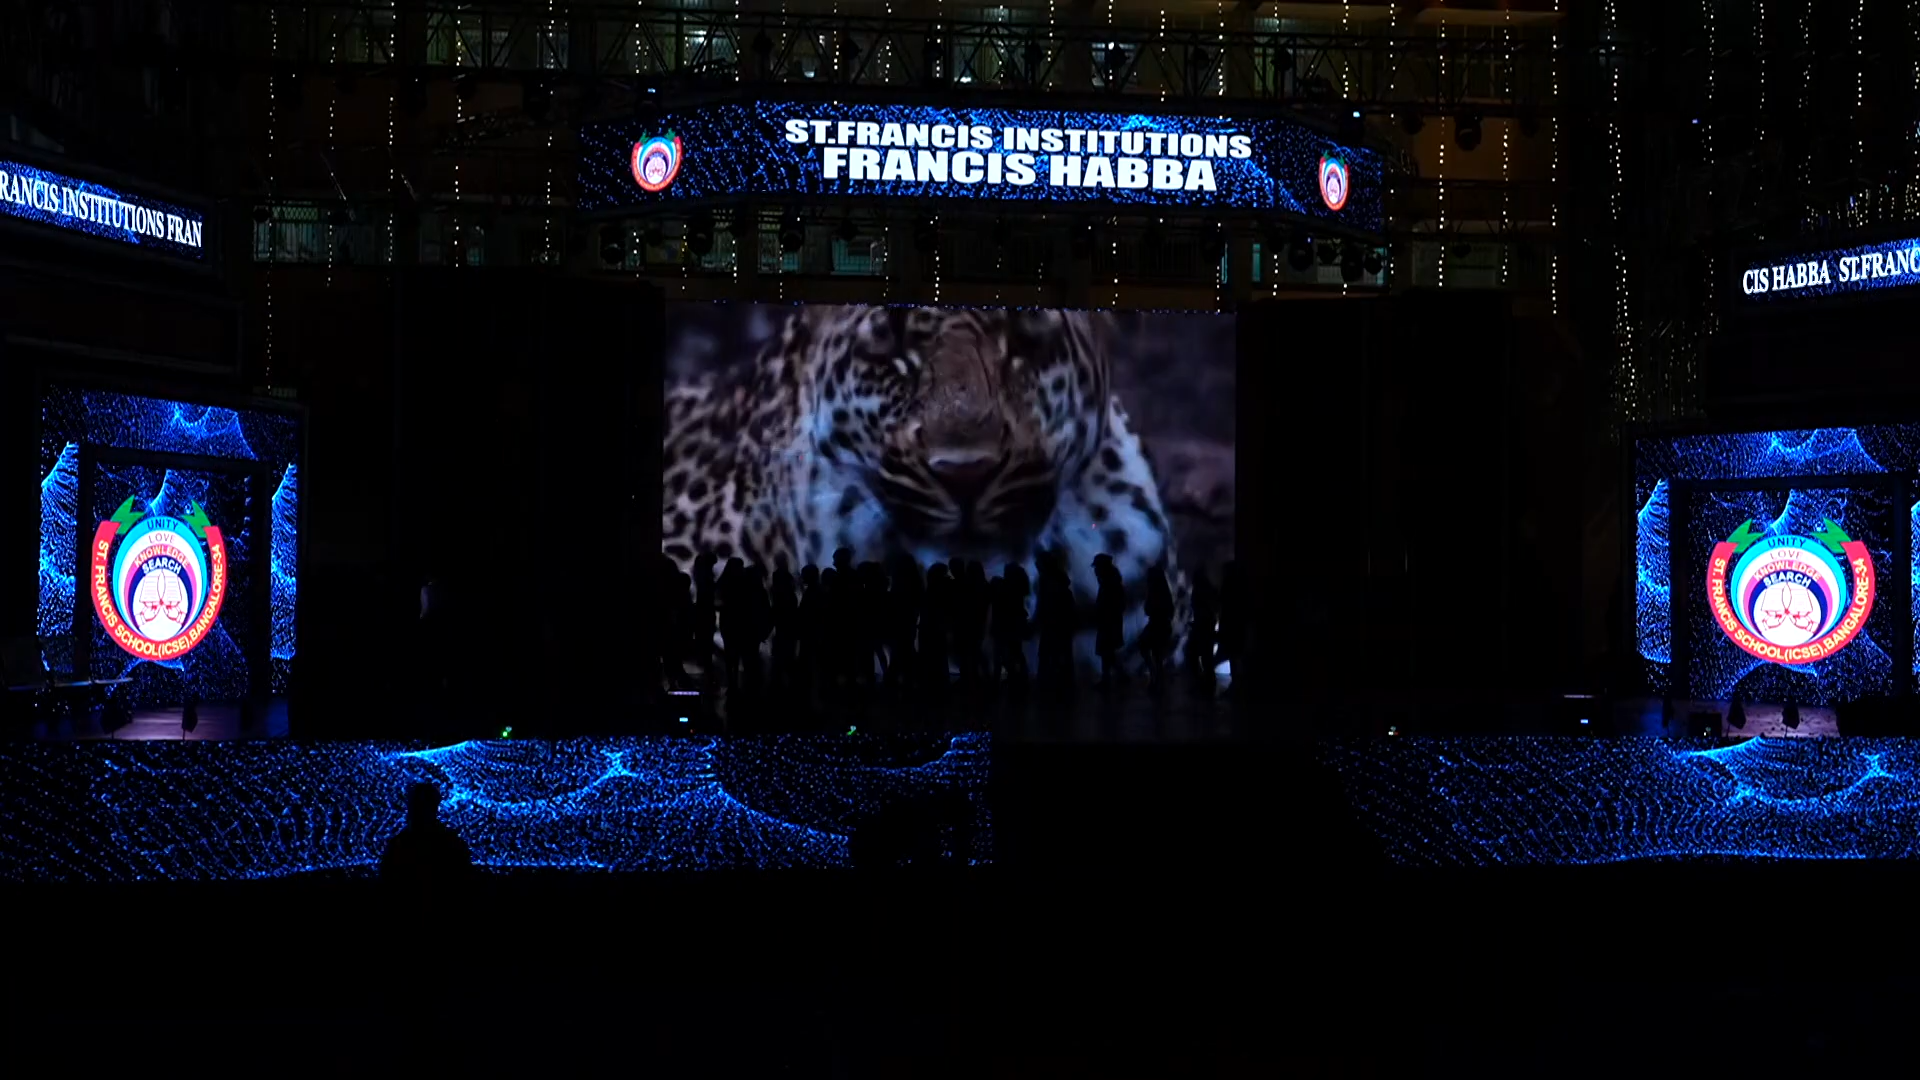 ST.FRANCIS INSTITUTIONS
FRANCIS HABBA
RANCIS INSTITUTIONS FRAN
CIS HABBA ST.FRANC
UNITY
LOVE
KNOWLEDGE
SEARCH
ST. FRANCIS SCHOOL(ICSE),BANGALORE-34
UNITY
LOVE
KNOWLEDGE
SEARCH
ST. FRANCIS SCHOOL(ICSE),BANGALORE-34